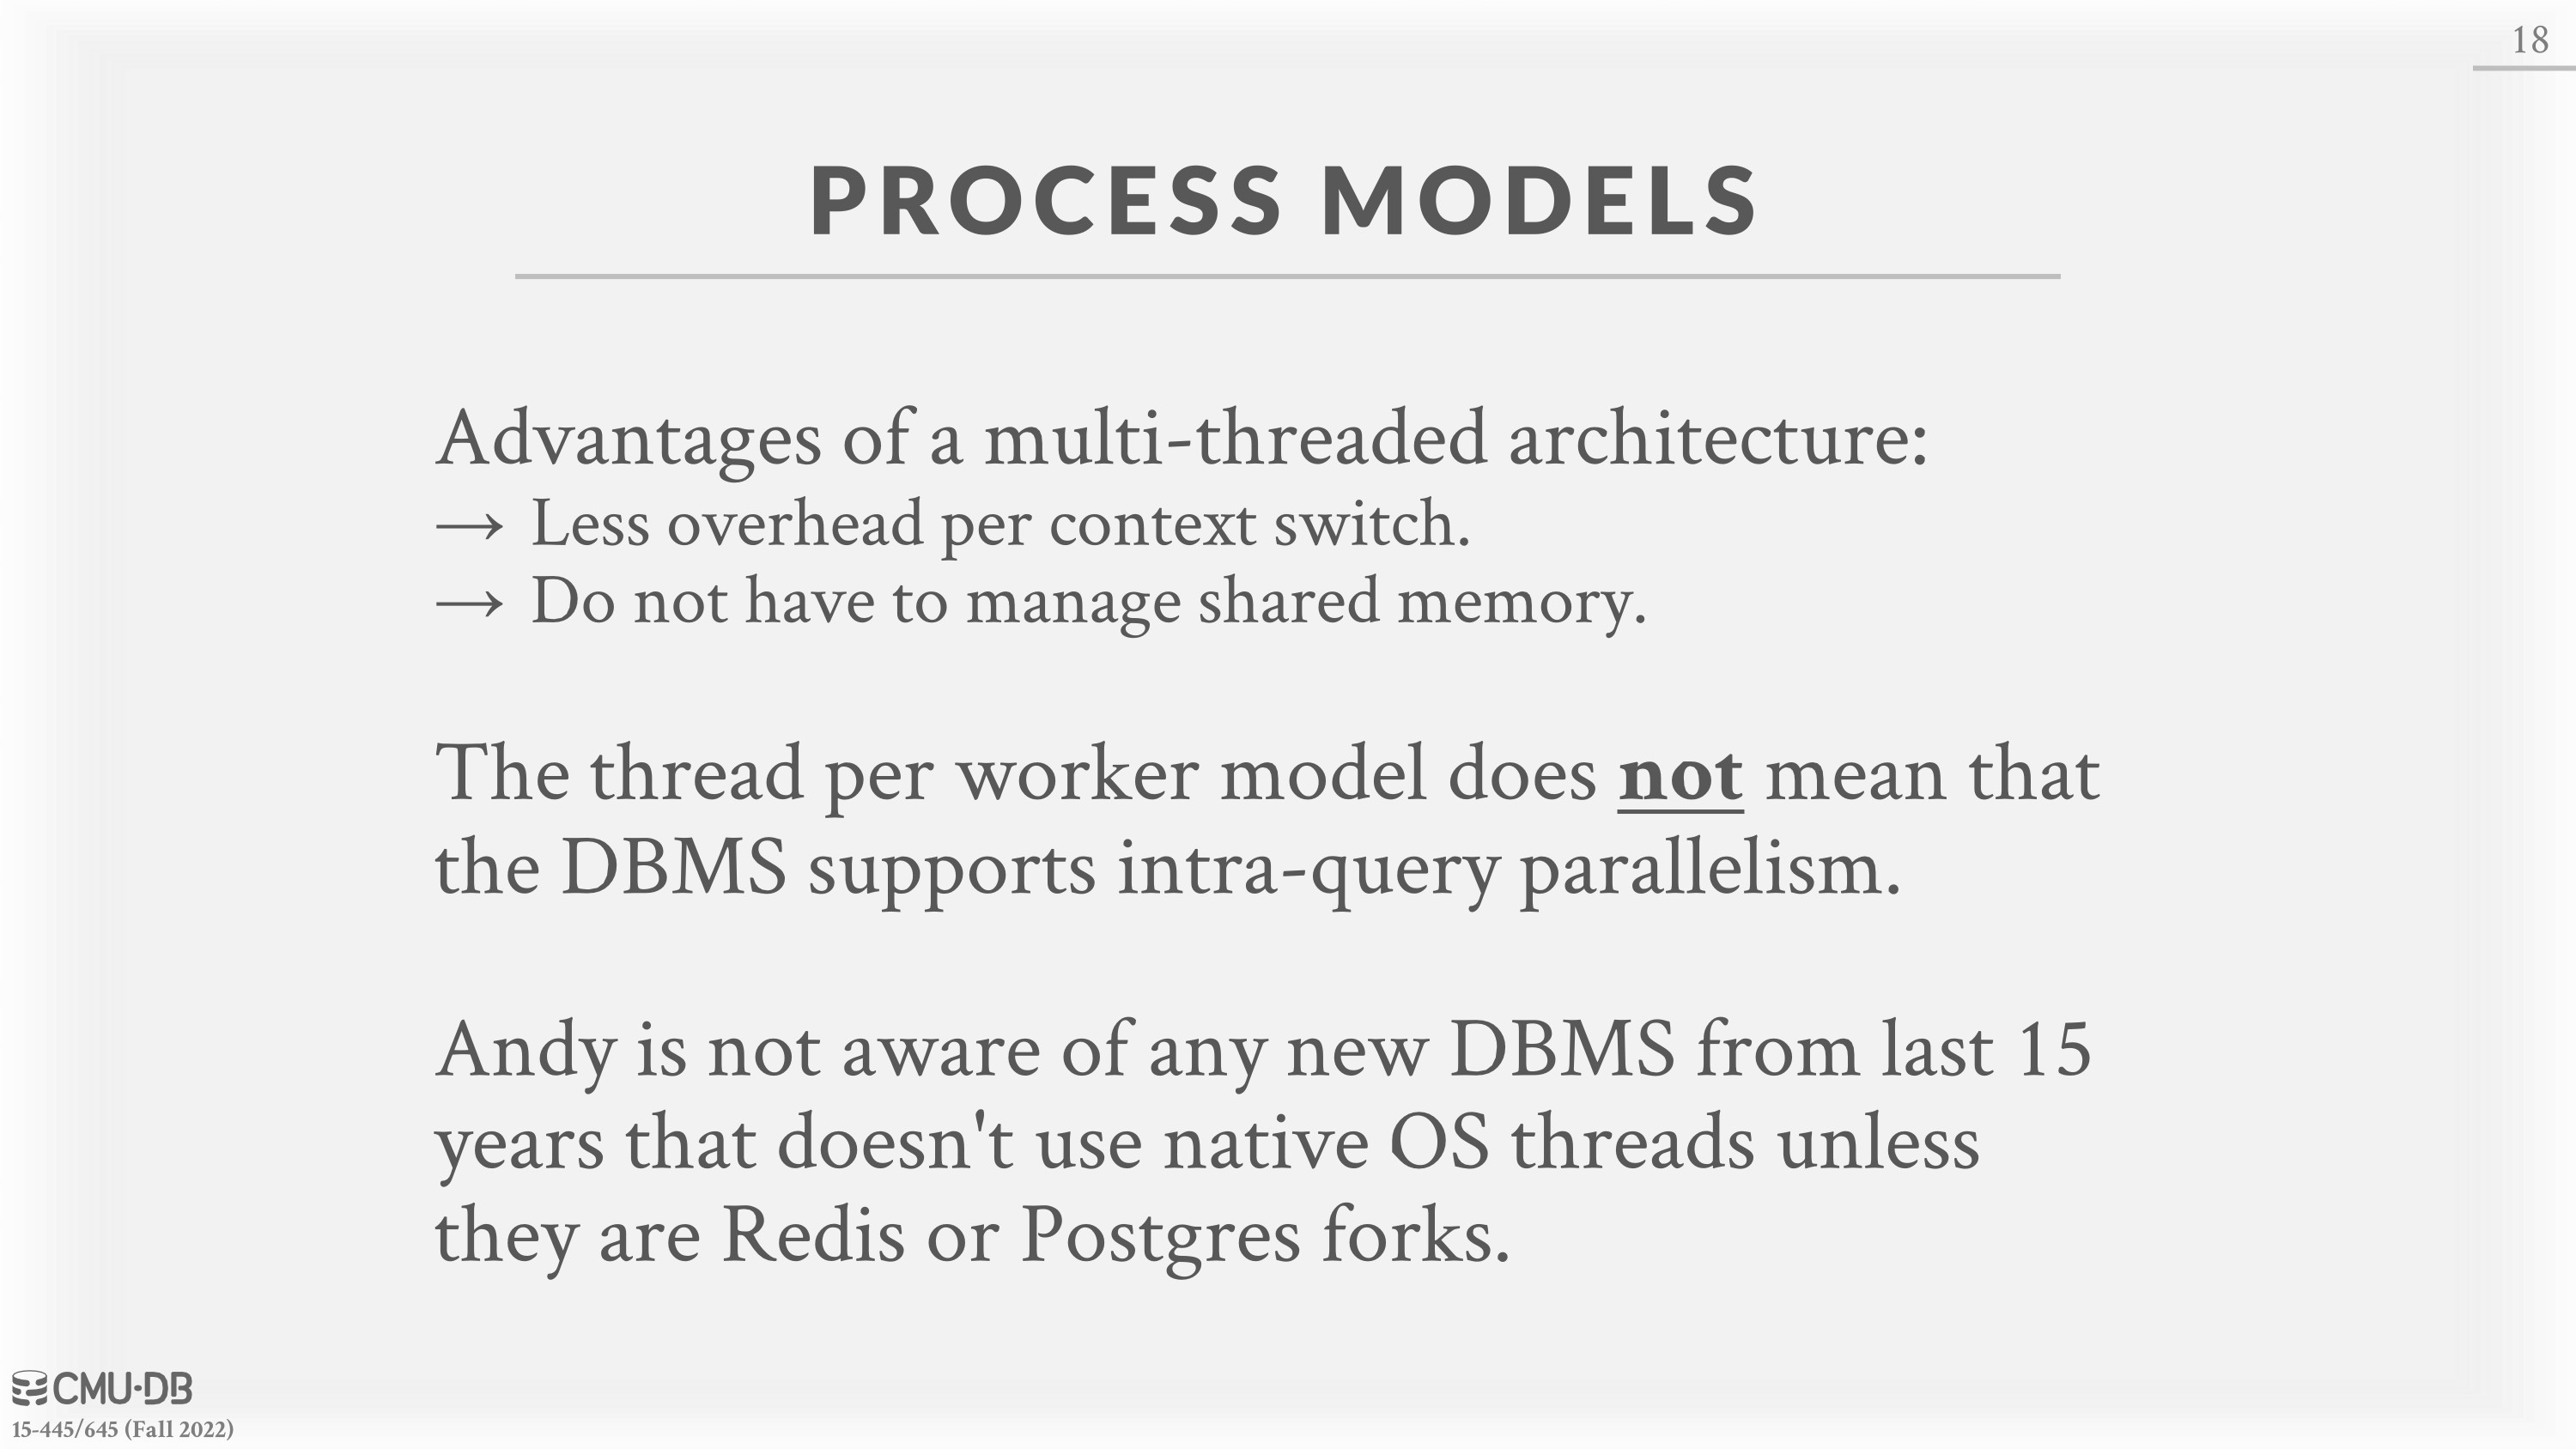 18
PROCESS MODELS
Advantages of a multi-threaded architecture:
→ Less overhead per context switch.
→ Do not have to manage shared memory.
The thread per worker model does not mean that
the DBMS supports intra-query parallelism.
Andy is not aware of any new DBMS from last 15
years that doesn't use native OS threads unless
they are Redis or Postgres forks.
CMU·DB
15-445/645 (Fall 2022)